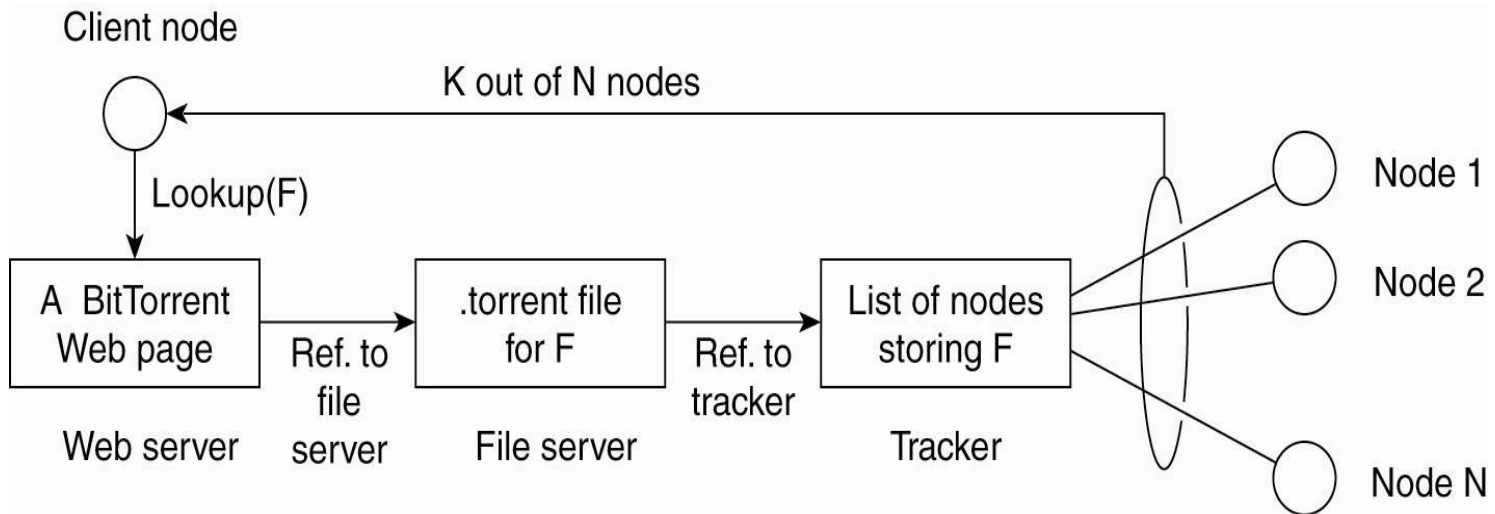 Client node
K out of N nodes
Lookup(F)
Node 1
Node 2
Node N
A BitTorrent
Web page
Ref. to
file
server
.torrent file
for F
Ref. to
tracker
List of nodes
storing F
Web server
File server
Tracker